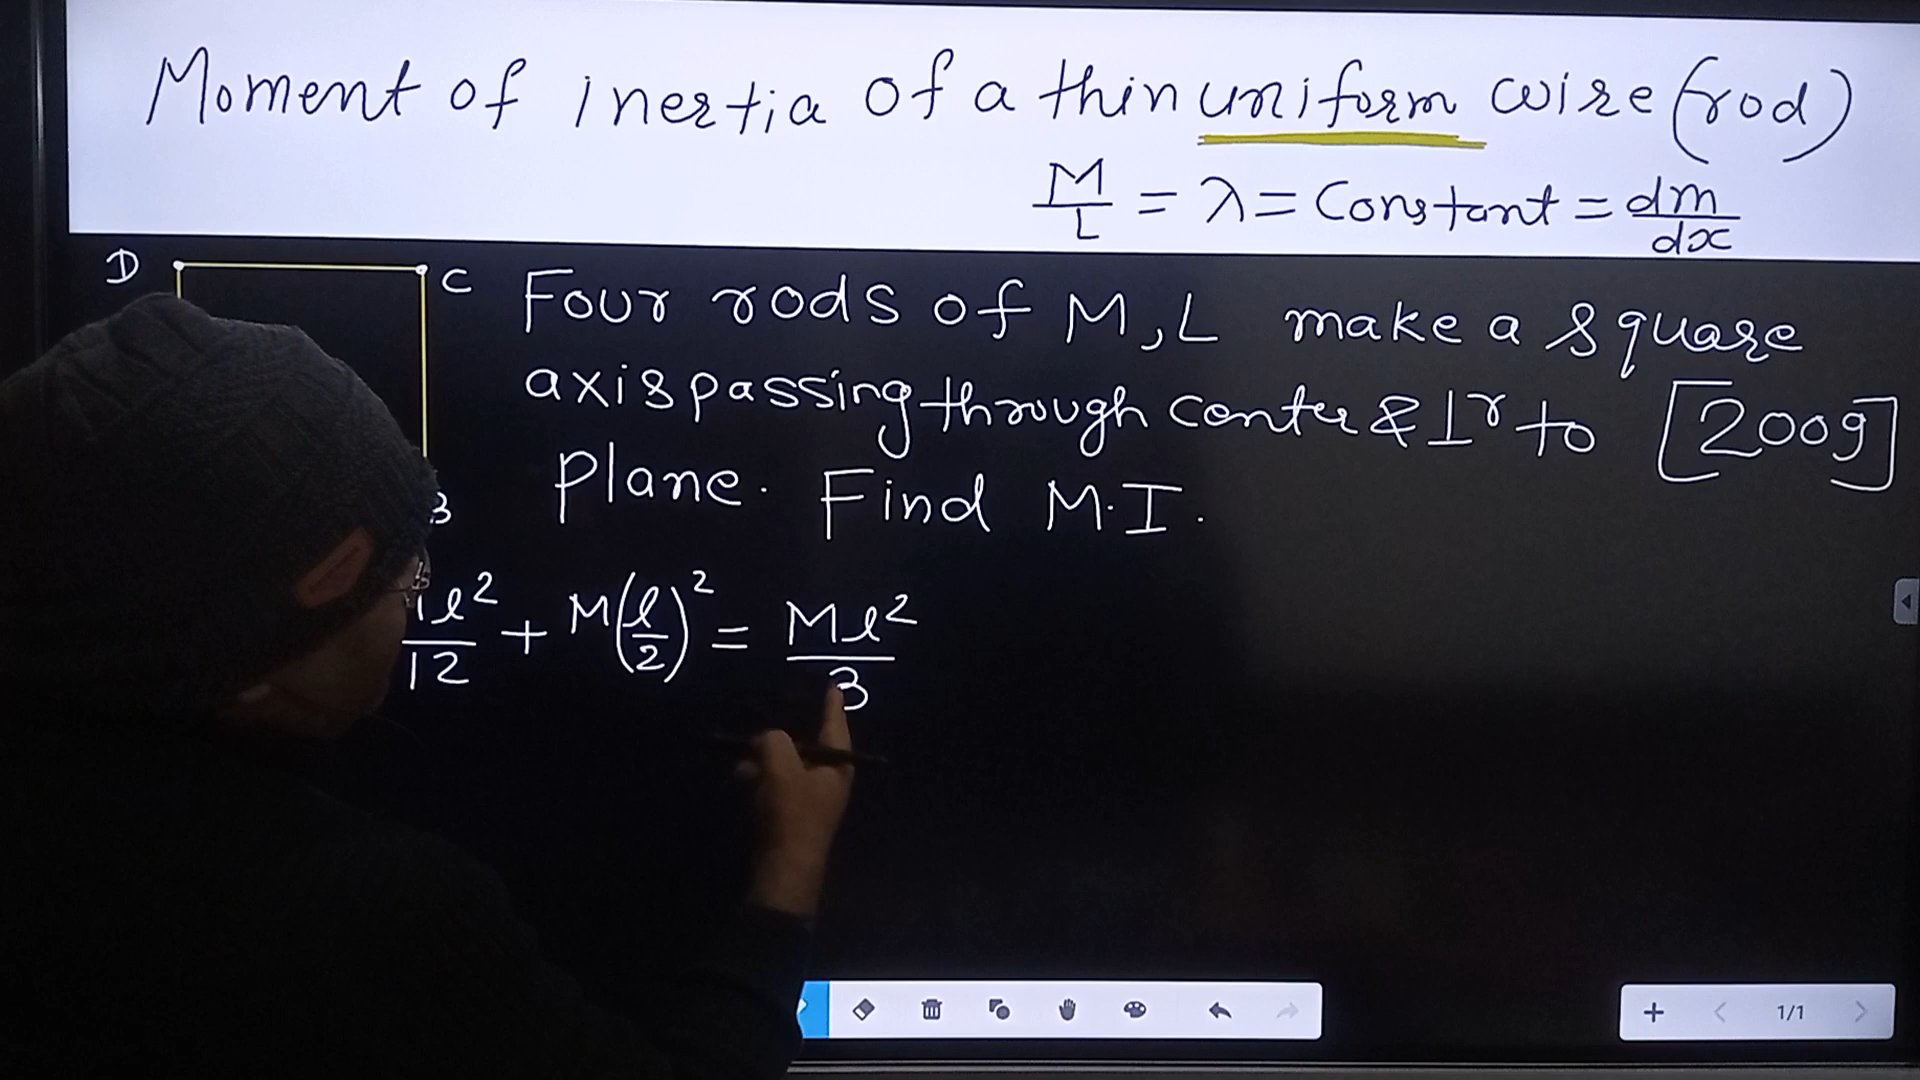 Moment of inertia of a thin uniform wire (rod)
M/L = λ = Constant = dm/dx
D C Four rods of M, L make a square
axis passing through center & ⊥r to [2009]
plane. Find M.I.
B
l²/12 + M(l/2)² = Ml²/3
1/1